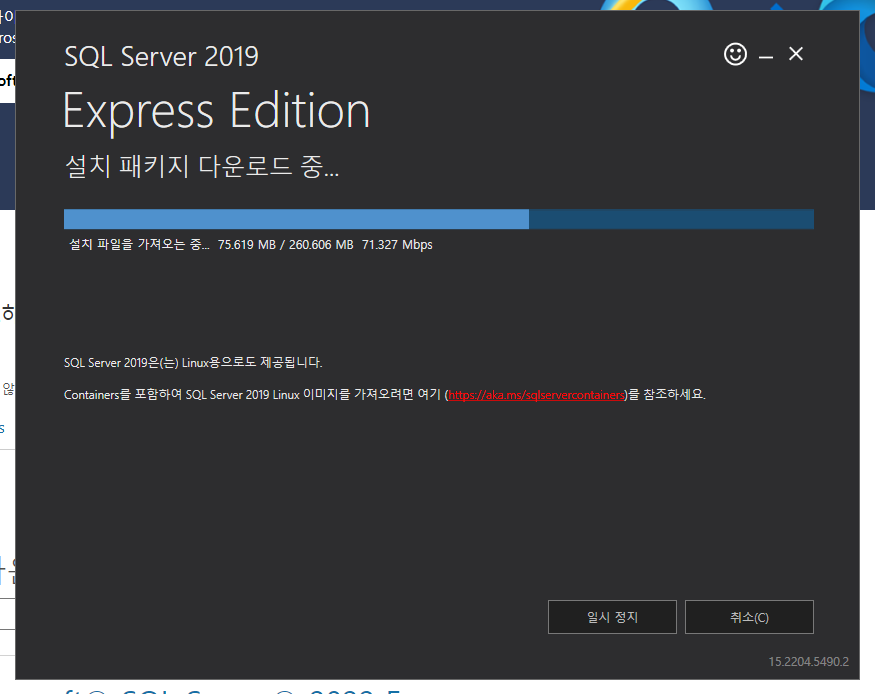 SQL Server 2019
Express Edition
설치 패키지 다운로드 중...
설치 파일을 가져오는 중... 75.619 MB / 260.606 MB 71.327 Mbps
SQL Server 2019은(는) Linux용으로도 제공됩니다.
Containers를 포함하여 SQL Server 2019 Linux 이미지를 가져오려면 여기 (https://aka.ms/sqlservercontainers)를 참조하세요.
일시 정지
취소(C)
15.2204.5490.2